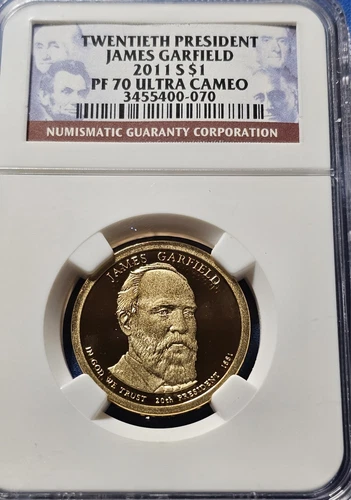 TWENTIETH PRESIDENT
JAMES GARFIELD
2011 S $1
PF 70 ULTRA CAMEO
3455400-070
NUMISMATIC GUARANTY CORPORATION
JAMES GARFIELD
IN GOD WE TRUST 20th PRESIDENT 1881